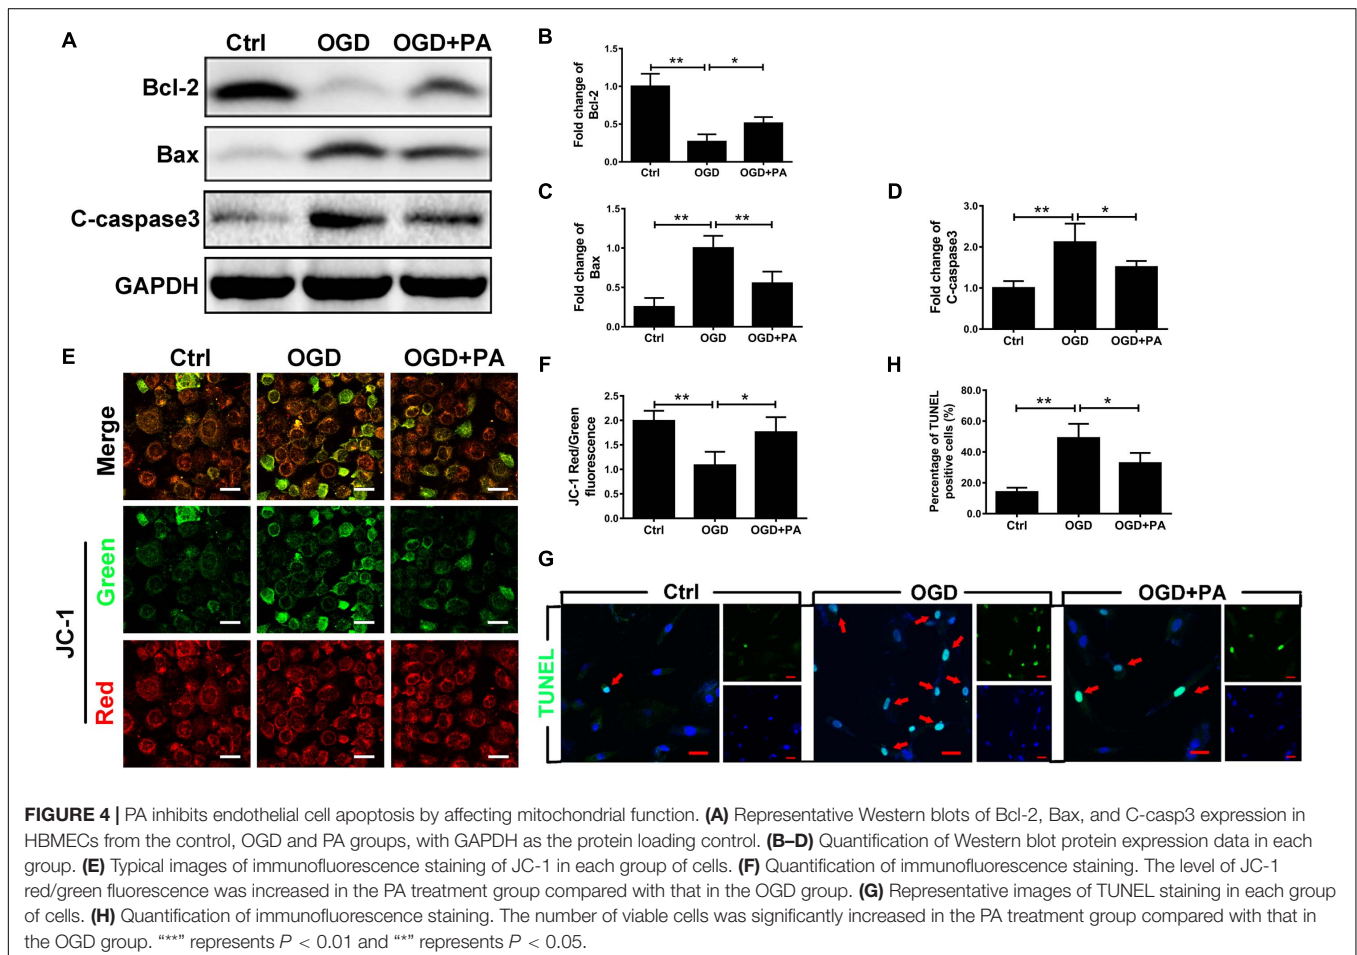 A
Ctrl OGD OGD+PA
Bcl-2
Bax
C-caspase3
GAPDH
B
Fold change of
Bcl-2
1.5
1.0
0.5
0.0
** *
Ctrl OGD OGD+PA
C
Fold change of
Bax
1.5
1.0
0.5
0.0
** **
Ctrl OGD OGD+PA
D
Fold change of
C-caspase3
3.0
2.0
1.0
0.0
** *
Ctrl OGD OGD+PA
E
Ctrl OGD OGD+PA
Merge
JC-1
Green
Red
F
JC-1 Red/Green
fluorescence
2.5
2.0
1.5
1.0
0.5
0.0
** *
Ctrl OGD OGD+PA
H
Percentage of TUNEL
positive cells (%)
80.0
60.0
40.0
20.0
0.0
** *
Ctrl OGD OGD+PA
G
Ctrl OGD OGD+PA
TUNEL
FIGURE 4 | PA inhibits endothelial cell apoptosis by affecting mitochondrial function. (A) Representative Western blots of Bcl-2, Bax, and C-casp3 expression in
HBMECs from the control, OGD and PA groups, with GAPDH as the protein loading control. (B–D) Quantification of Western blot protein expression data in each
group. (E) Typical images of immunofluorescence staining of JC-1 in each group of cells. (F) Quantification of immunofluorescence staining. The level of JC-1
red/green fluorescence was increased in the PA treatment group compared with that in the OGD group. (G) Representative images of TUNEL staining in each group
of cells. (H) Quantification of immunofluorescence staining. The number of viable cells was significantly increased in the PA treatment group compared with that in
the OGD group. “**” represents P < 0.01 and “*” represents P < 0.05.